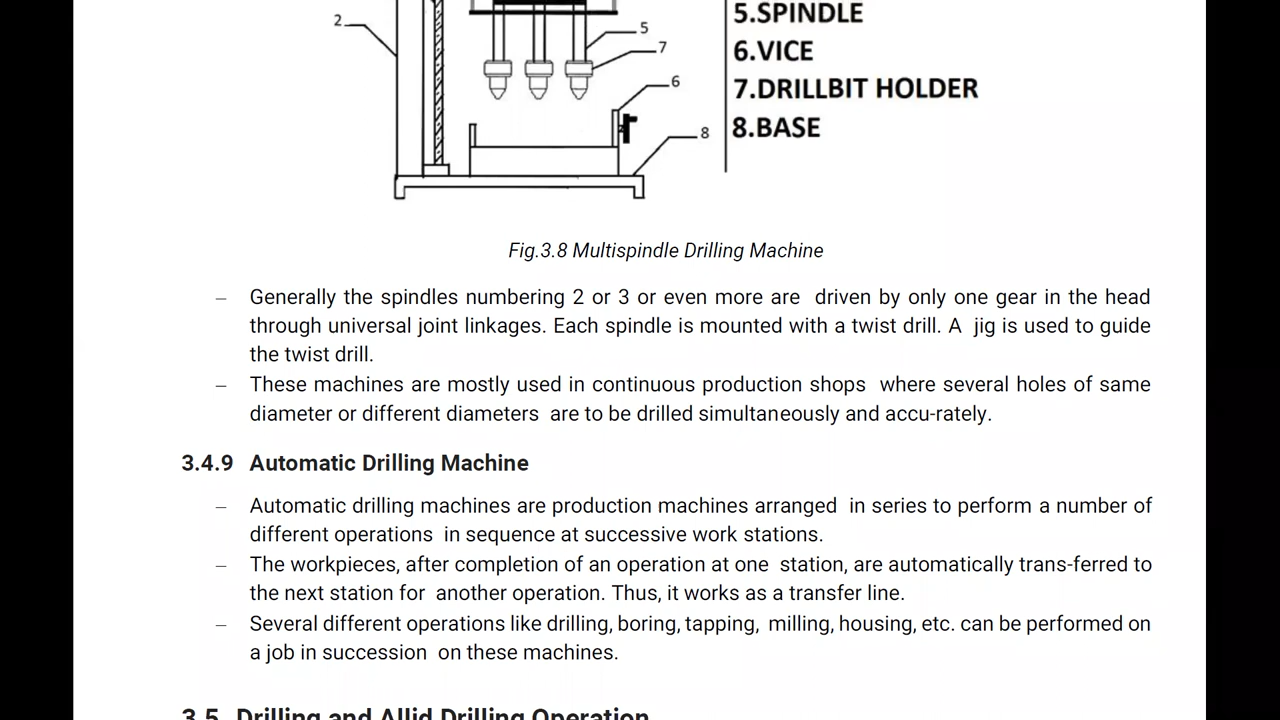 2
5
7
6
8
5.SPINDLE
6.VICE
7.DRILLBIT HOLDER
8.BASE
Fig.3.8 Multispindle Drilling Machine
– Generally the spindles numbering 2 or 3 or even more are driven by only one gear in the head
through universal joint linkages. Each spindle is mounted with a twist drill. A jig is used to guide
the twist drill.
– These machines are mostly used in continuous production shops where several holes of same
diameter or different diameters are to be drilled simultaneously and accu-rately.
3.4.9 Automatic Drilling Machine
– Automatic drilling machines are production machines arranged in series to perform a number of
different operations in sequence at successive work stations.
– The workpieces, after completion of an operation at one station, are automatically trans-ferred to
the next station for another operation. Thus, it works as a transfer line.
– Several different operations like drilling, boring, tapping, milling, housing, etc. can be performed on
a job in succession on these machines.
3.5 Drilling and Allid Drilling Operation